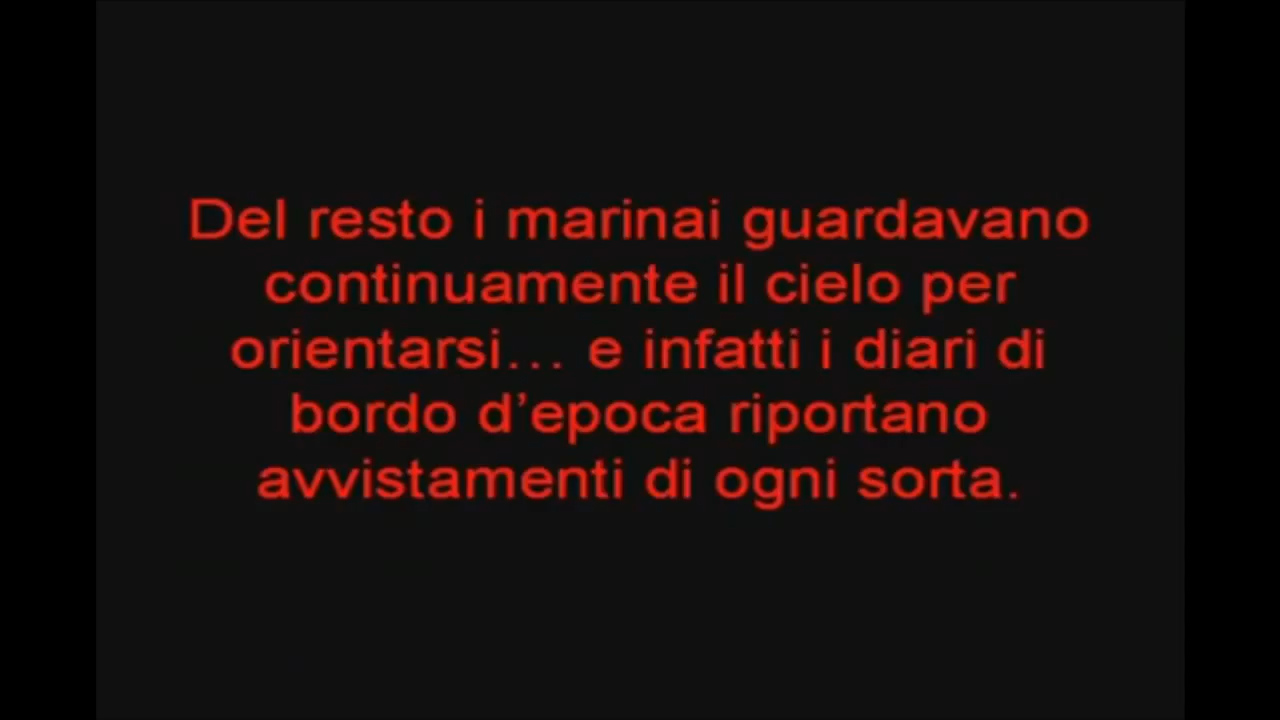 Del resto i marinai guardavano
continuamente il cielo per
orientarsi… e infatti i diari di
bordo d’epoca riportano
avvistamenti di ogni sorta.